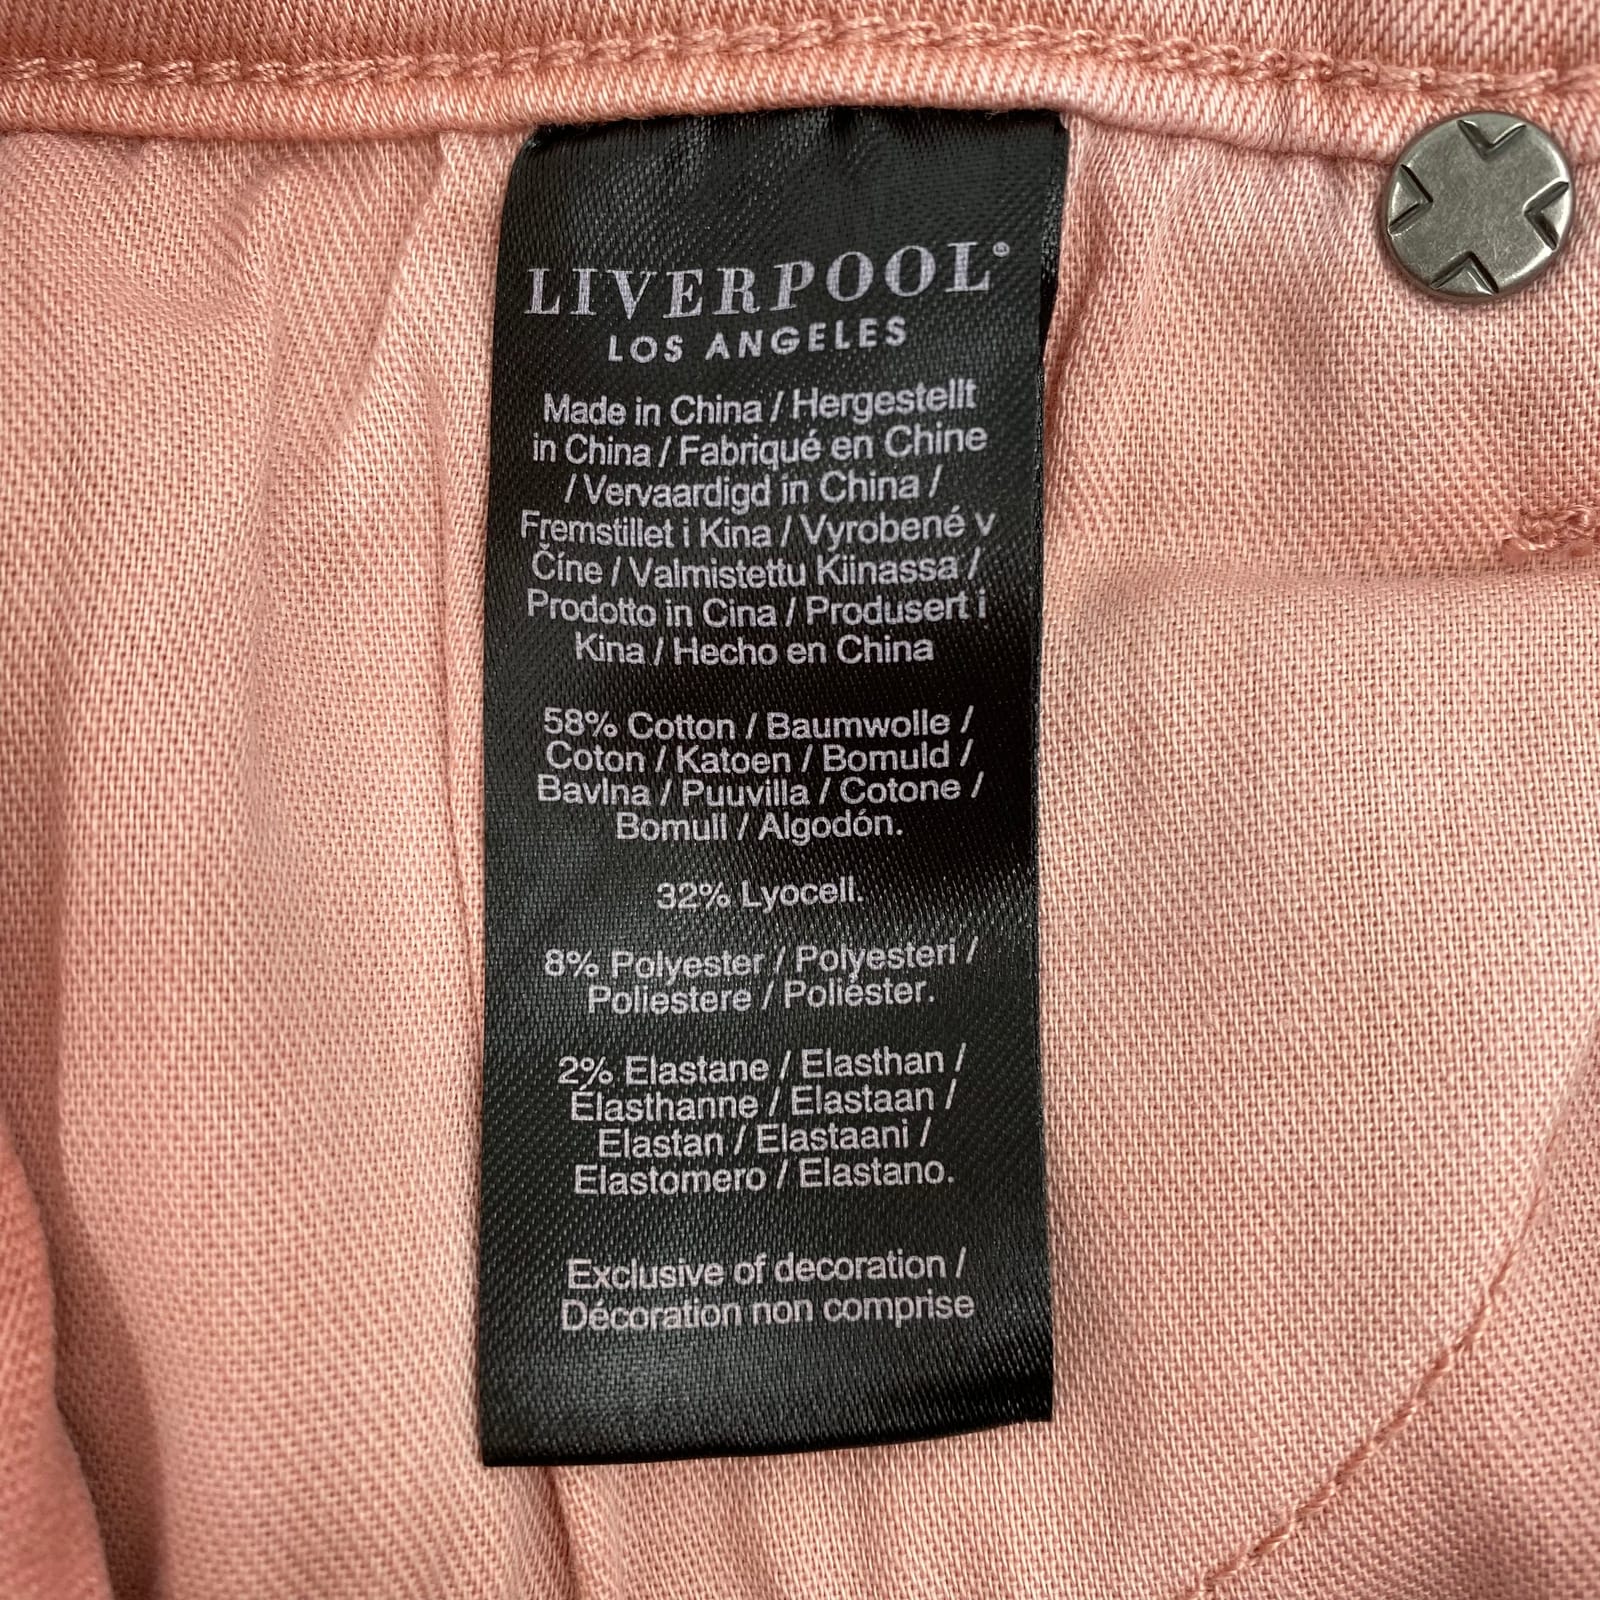 LIVERPOOL®
LOS ANGELES
Made in China / Hergestellt
in China / Fabriqué en Chine
/ Vervaardigd in China /
Fremstillet i Kina / Vyrobené v
Číne / Valmistettu Kiinassa /
Prodotto in Cina / Produsert i
Kina / Hecho en China
58% Cotton / Baumwolle /
Coton / Katoen / Bomuld /
Bavlna / Puuvilla / Cotone /
Bomull / Algodón.
32% Lyocell.
8% Polyester / Polyesteri /
Poliestere / Poliéster.
2% Elastane / Elasthan /
Élasthanne / Elastaan /
Elastan / Elastaani /
Elastomero / Elastano.
Exclusive of decoration /
Décoration non comprise